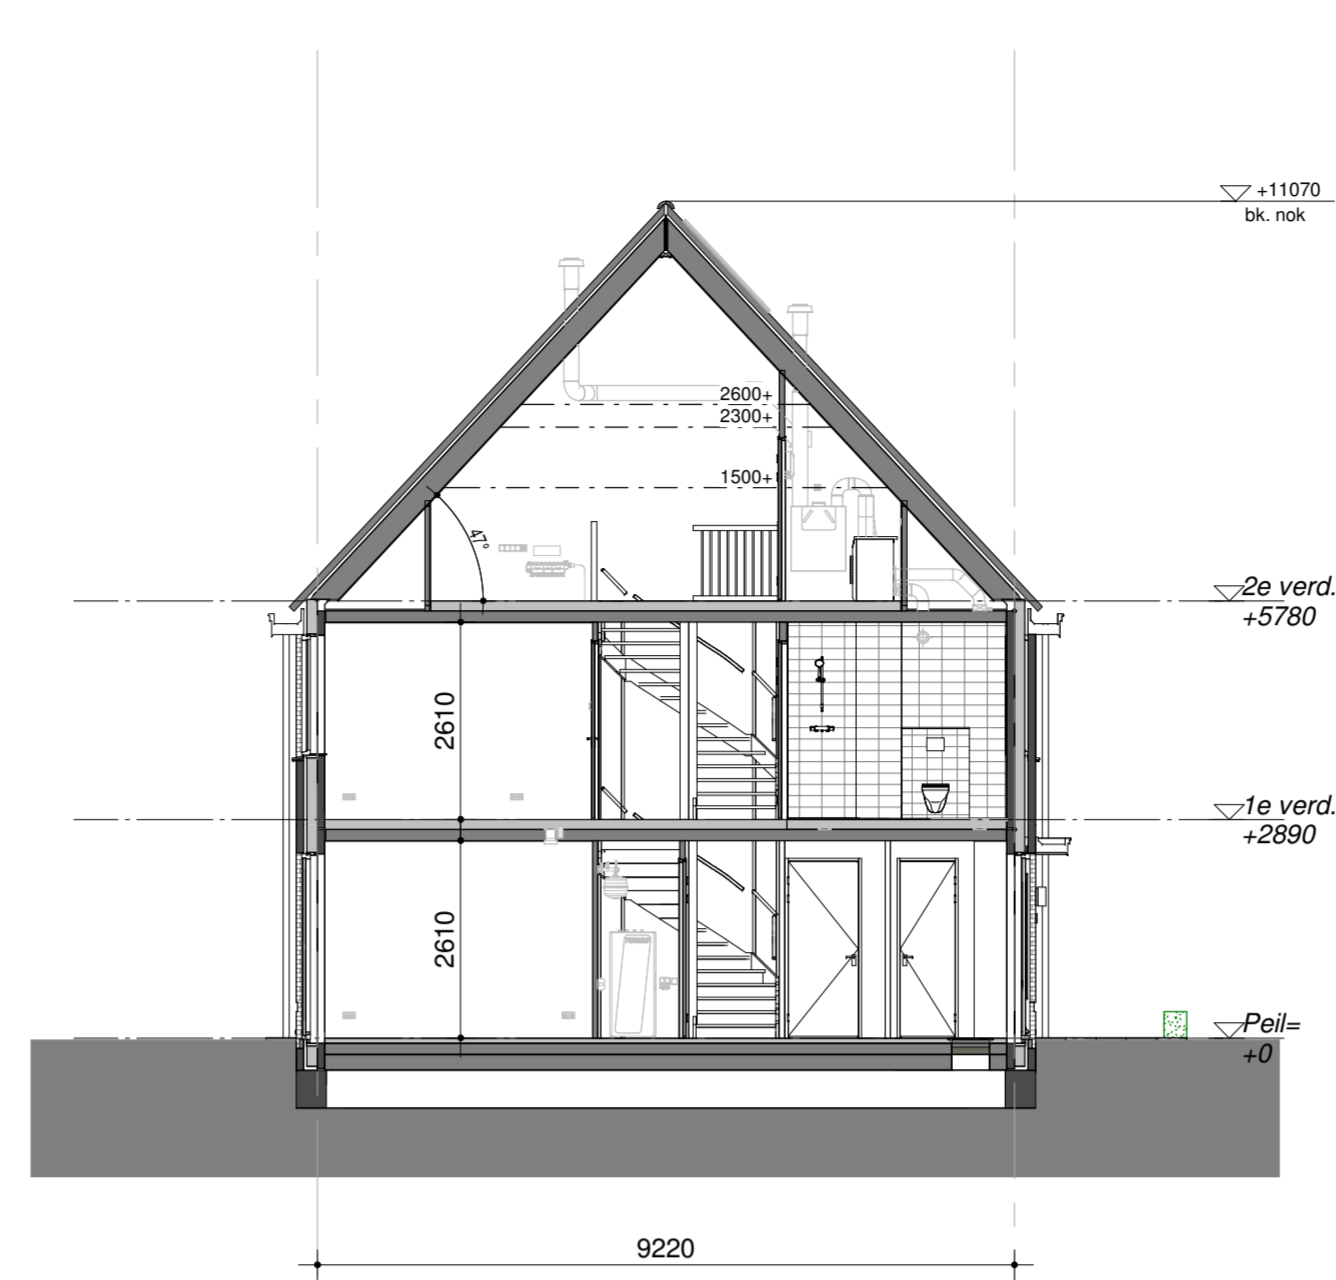 +11070
bk. nok
2600+
2300+
1500+
47°
2e verd.
+5780
2610
1e verd.
+2890
2610
Peil=
+0
9220